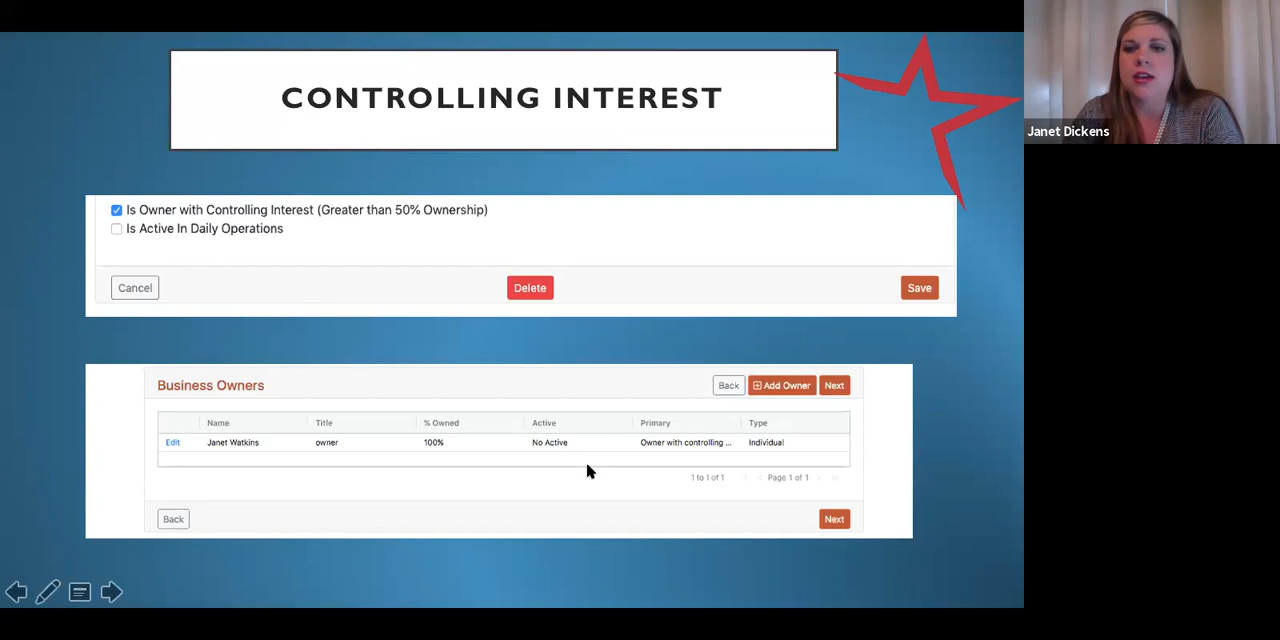 CONTROLLING INTEREST
Janet Dickens
Is Owner with Controlling Interest (Greater than 50% Ownership)
Is Active In Daily Operations
Cancel Delete Save
Business Owners Back Add Owner Next
Name Title % Owned Active Primary Type
Edit Janet Watkins owner 100% No Active Owner with controlling ... Individual
1 to 1 of 1 Page 1 of 1
Back Next